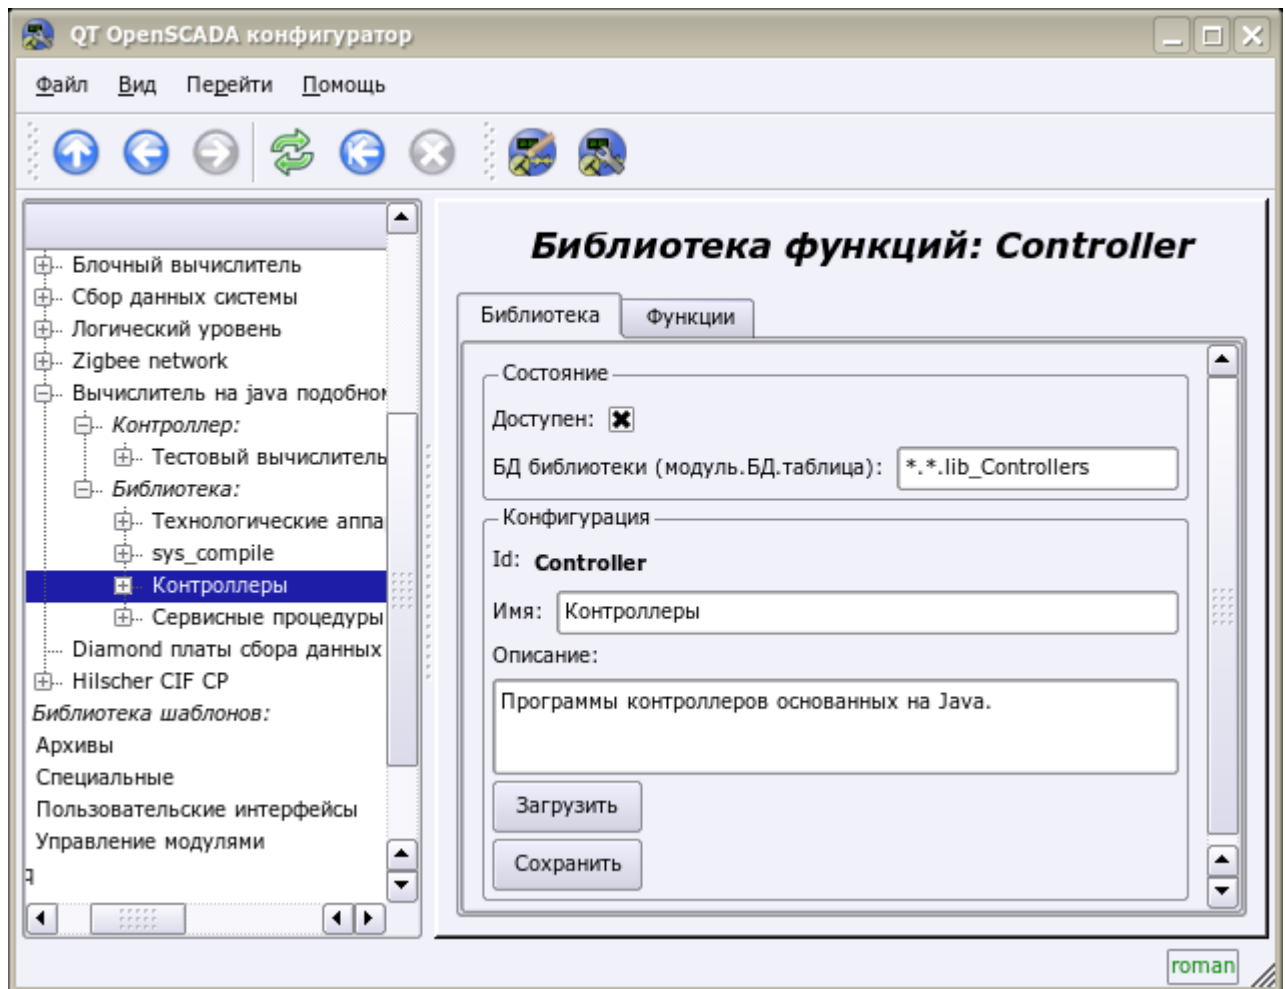 QT OpenSCADA конфигуратор
Файл Вид Перейти Помощь
Блочный вычислитель
Сбор данных системы
Логический уровень
Zigbee network
Вычислитель на java подобном
Контроллер:
Тестовый вычислитель
Библиотека:
Технологические аппа
sys_compile
Контроллеры
Сервисные процедуры
Diamond платы сбора данных
Hilscher CIF CP
Библиотека шаблонов:
Архивы
Специальные
Пользовательские интерфейсы
Управление модулями
я
Библиотека функций: Controller
Библиотека Функции
Состояние
Доступен:
БД библиотеки (модуль.БД.таблица): *.*.lib_Controllers
Конфигурация
Id: Controller
Имя: Контроллеры
Описание:
Программы контроллеров основанных на Java.
Загрузить
Сохранить
roman